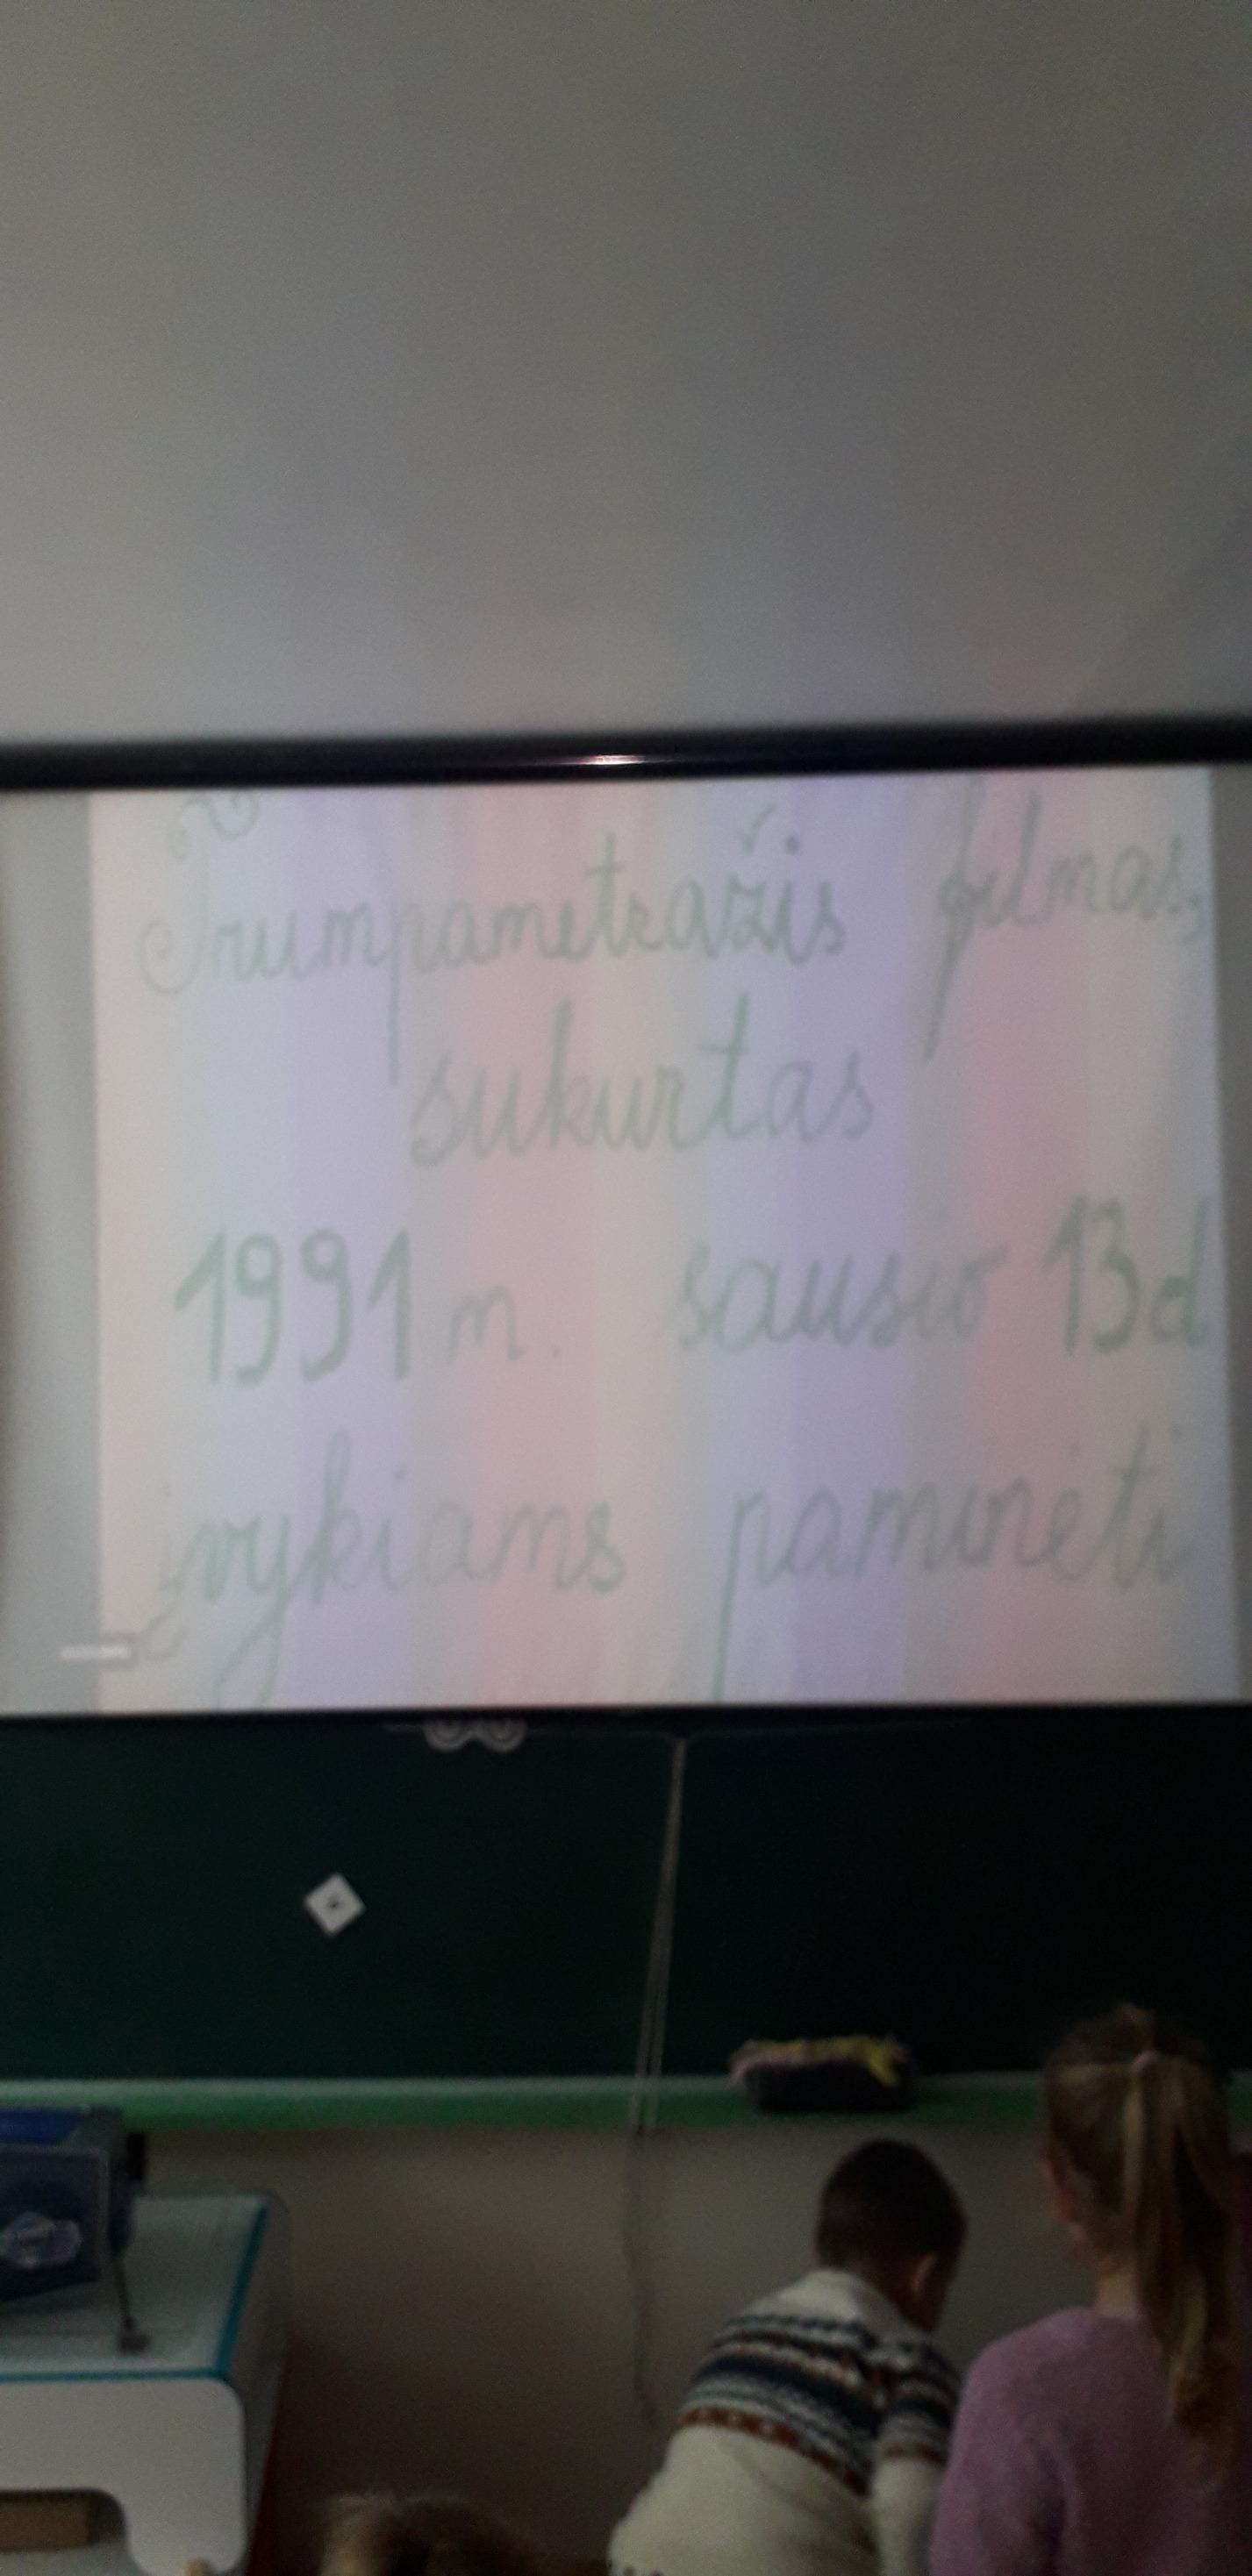 Trumpametražis filmas,
sukurtas
1991 m. sausio 13 d
įvykiams paminėti